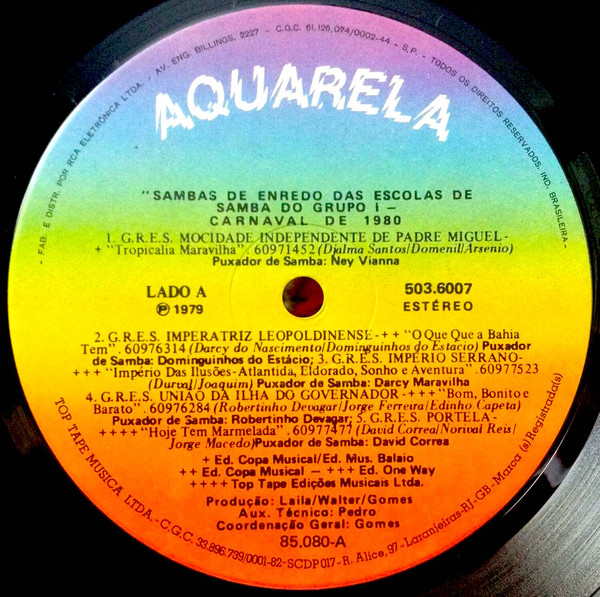 - FAB. E DISTR. POR RCA ELETRÔNICA LTDA. / AV. ENG. BILLINGS, 2227 - C.G.C. 61.126.074/0002-44 - S.P. - TODOS OS DIREITOS RESERVADOS. IND. BRASILEIRA -
AQUARELA
"SAMBAS DE ENREDO DAS ESCOLAS DE
SAMBA DO GRUPO I -
CARNAVAL DE 1980
1. G.R.E.S. MOCIDADE INDEPENDENTE DE PADRE MIGUEL -
+ "Tropicalia Maravilha" . 60971452 (Djalma Santos/Domenil/Arsenio)
Puxador de Samba: Ney Vianna
LADO A
503.6007
℗ 1979
ESTÉREO
2. G.R.E.S. IMPERATRIZ LEOPOLDINENSE - + + "O Que Que a Bahia
Tem" . 60976314 (Darcy do Nascimento/Dominguinhos do Estácio) Puxador
de Samba: Dominguinhos do Estácio; 3. G.R.E.S. IMPÉRIO SERRANO-
+ + + "Império Das Ilusões-Atlantida, Eldorado, Sonho e Aventura" . 60977523
(Durval/Joaquim) Puxador de Samba: Darcy Maravilha
4. G.R.E.S. UNIÃO DA ILHA DO GOVERNADOR - + + "Bom, Bonito e
Barato" . 60976284 (Robertinho Devagar/Jorge Ferreira/Edinho Capeta)
Puxador de Samba: Robertinho Devagar; 5. G.R.E.S. PORTELA -
+ + + + "Hoje Tem Marmelada" . 60977477 (David Correa/Norival Reis/
Jorge Macedo) Puxador de Samba: David Correa
+ Ed. Copa Musical/Ed. Mus. Balaio
++ Ed. Copa Musical — +++ Ed. One Way
++++ Top Tape Edições Musicais Ltda.
Produção: Laila/Walter/Gomes
Aux. Técnico: Pedro
Coordenação Geral: Gomes
85.080-A
TOP TAPE MUSICA LTDA. - C.G.C. 33.896.739/0001-82 - SCDP 017 - R. Alice, 97 - Laranjeiras-RJ-GB - Marca (s) Registrada(s)